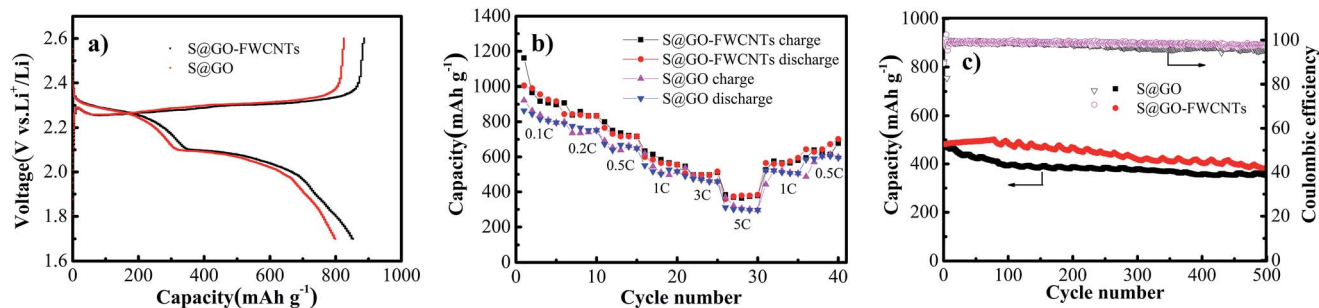 a)
S@GO-FWCNTs
S@GO
2.6
2.4
2.2
2.0
1.8
1.6
0 200 400 600 800 1000
Voltage(V vs.Li+/Li)
Capacity(mAh g-1)
b)
S@GO-FWCNTs charge
S@GO-FWCNTs discharge
S@GO charge
S@GO discharge
1400
1200
1000
800
600
400
200
0
0.1C
0.2C
0.5C
1C
3C
5C
1C
0.5C
0 10 20 30 40
Capacity(mAh g-1)
Cycle number
c)
S@GO
S@GO-FWCNTs
1000
800
600
400
200
0
100
80
60
40
20
0
0 100 200 300 400 500
Capacity(mAh g-1)
Coulombic efficiency
Cycle number